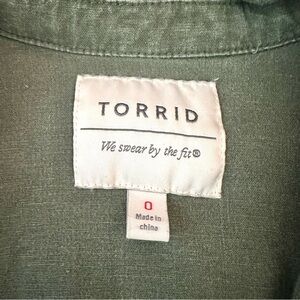 TORRID
We swear by the fit®
0
Made in
china